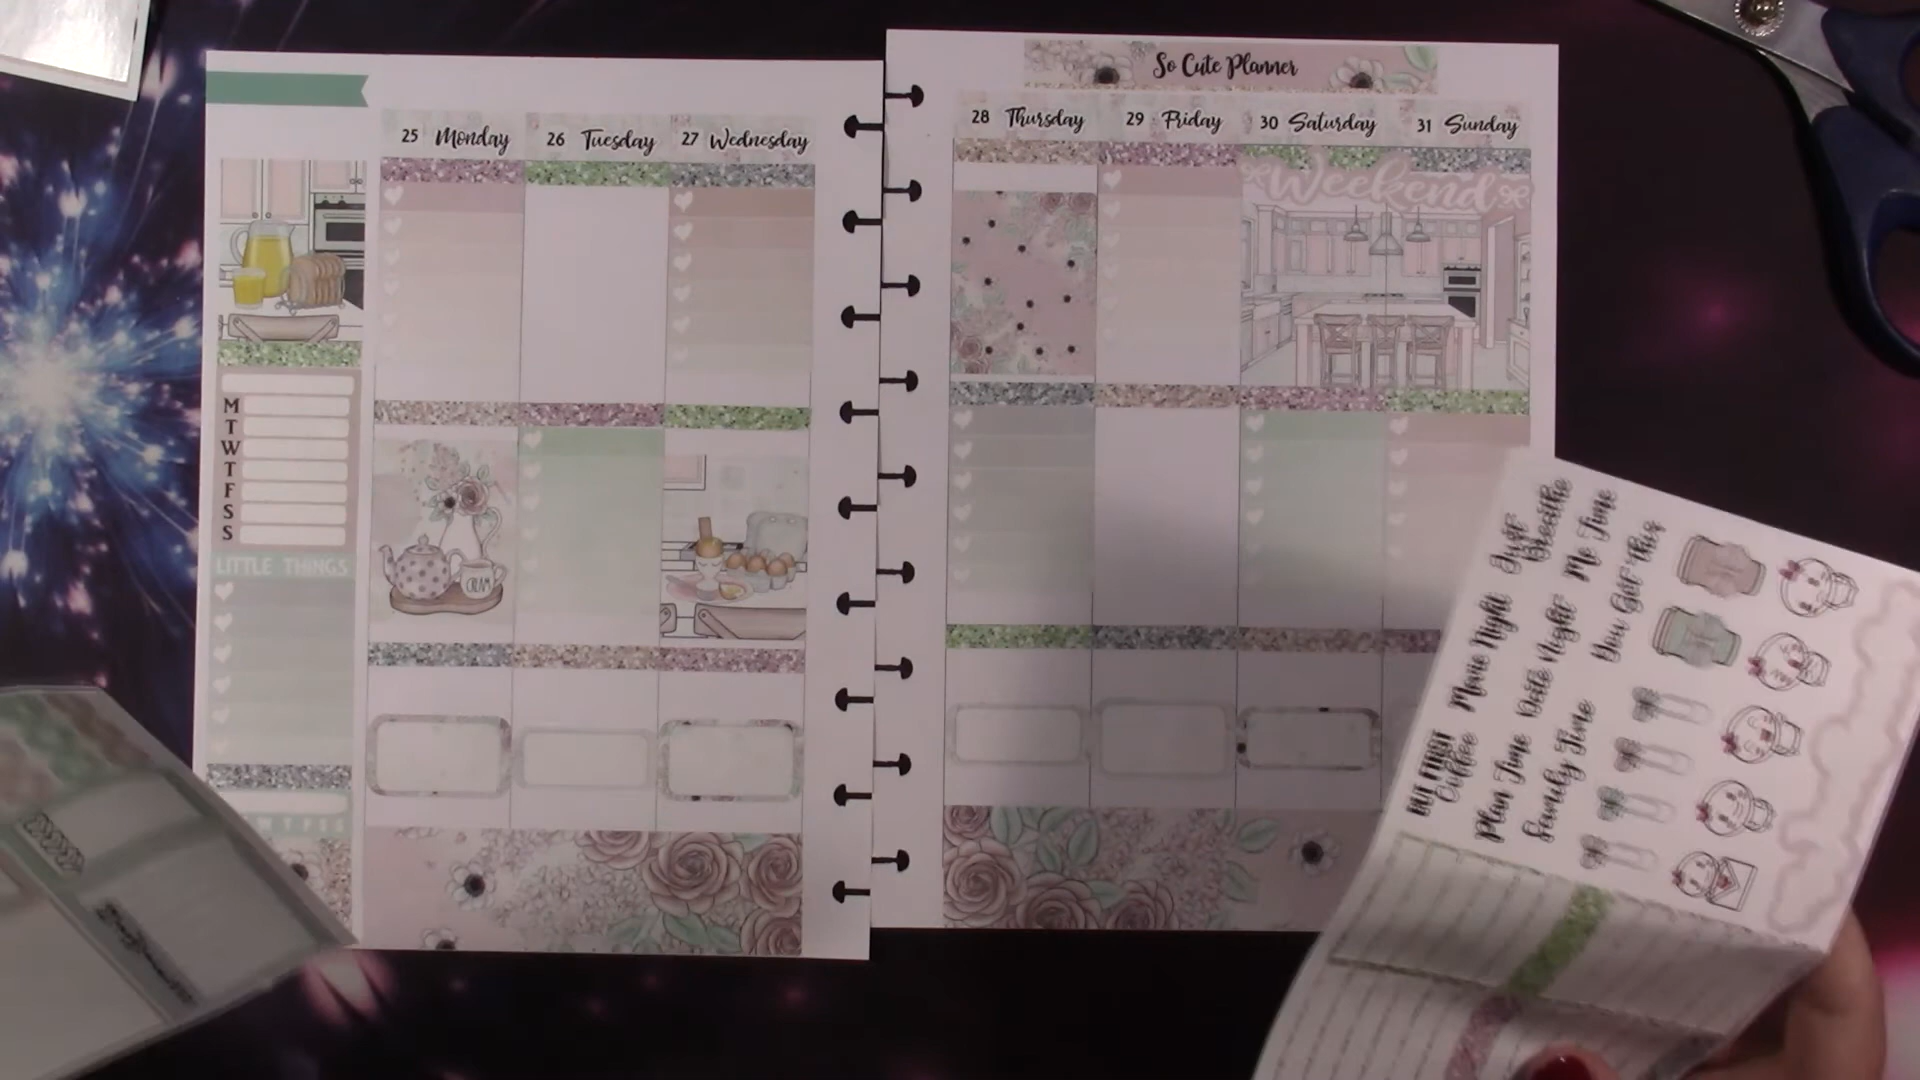 So Cute Planner
25 Monday
26 Tuesday
27 Wednesday
28 Thursday
29 Friday
30 Saturday
31 Sunday
Weekend
M
T
W
T
F
S
S
LITTLE THINGS
CREAM
Just
Breathe
Movie Night
BUT FIRST
Coffee
Me Time
Date Night
Plan Time
You Got This
Family Time